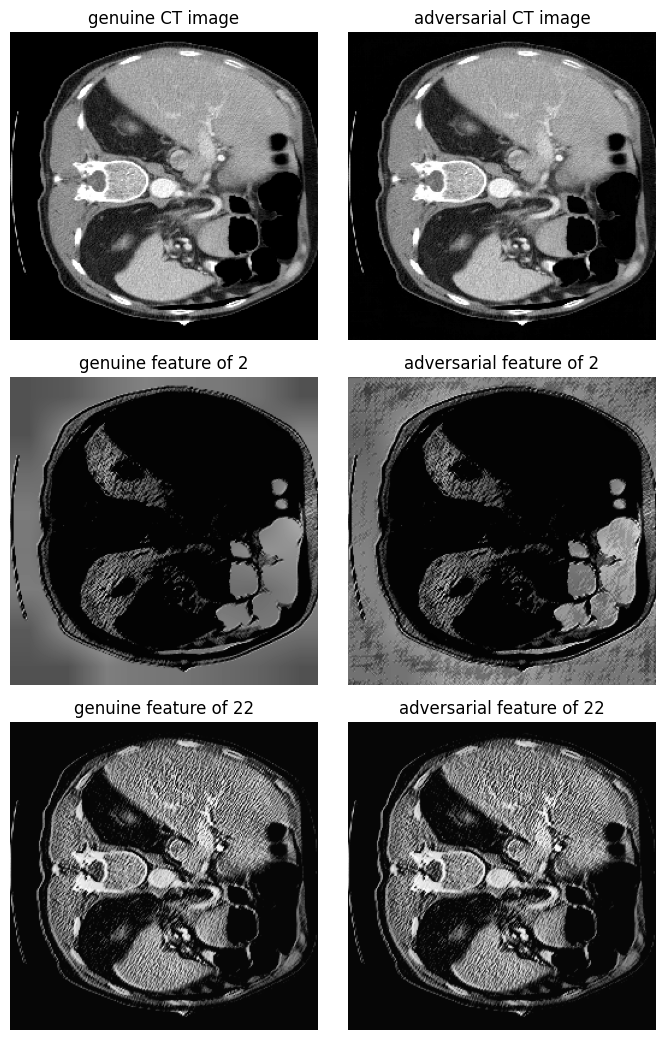 genuine CT image
adversarial CT image
genuine feature of 2
adversarial feature of 2
genuine feature of 22
adversarial feature of 22